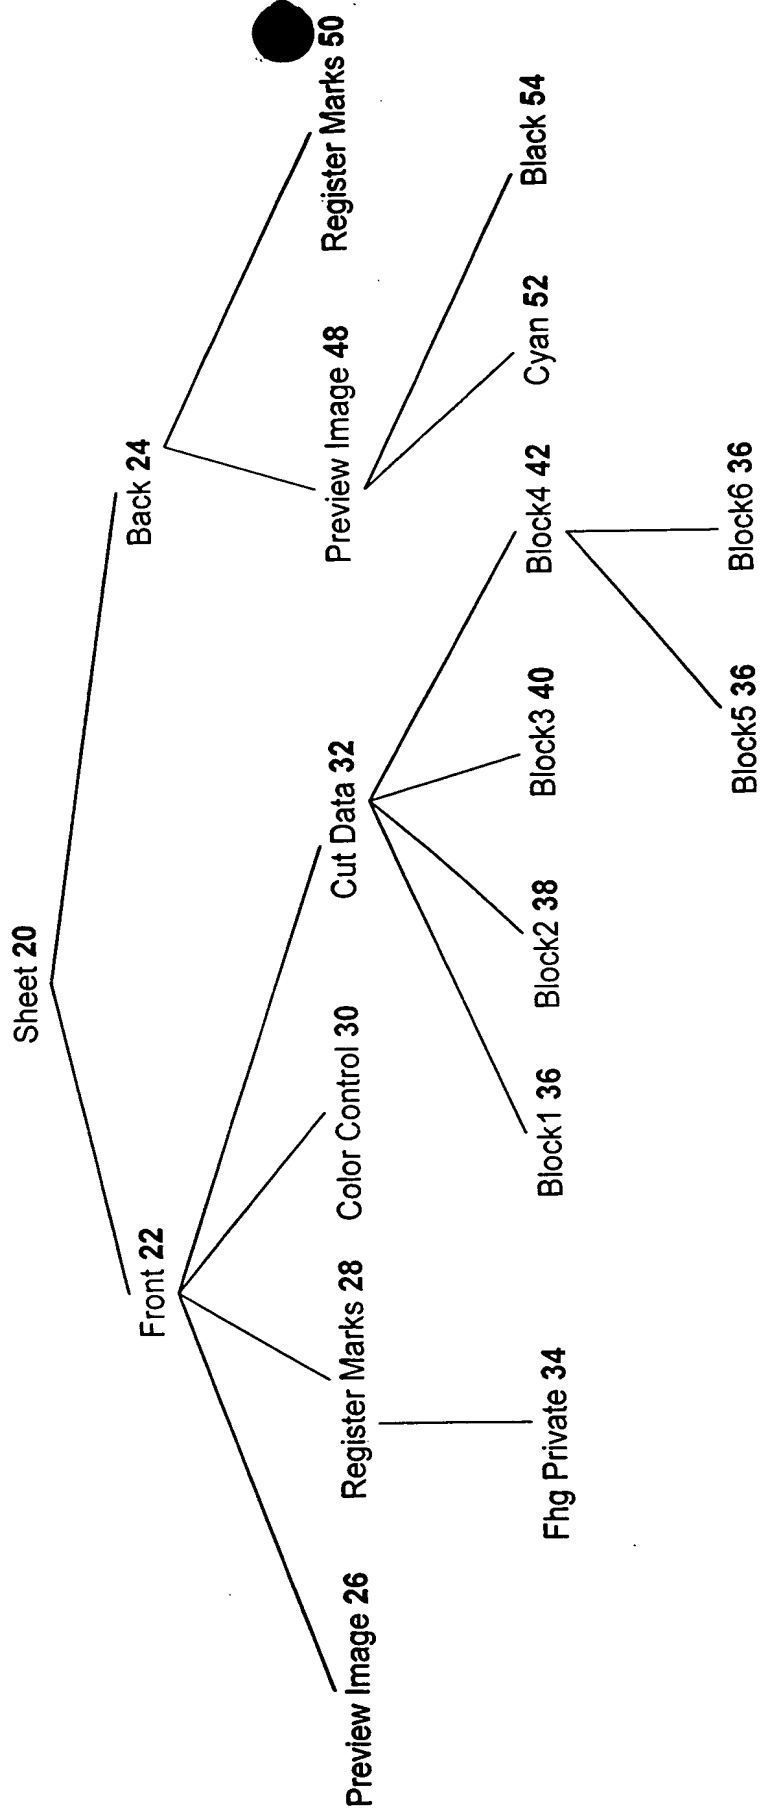 Sheet 20
Front 22
Back 24
Preview Image 26
Register Marks 28
Color Control 30
Cut Data 32
Preview Image 48
Register Marks 50
Fhg Private 34
Block1 36
Block2 38
Block3 40
Block4 42
Cyan 52
Black 54
Block5 36
Block6 36